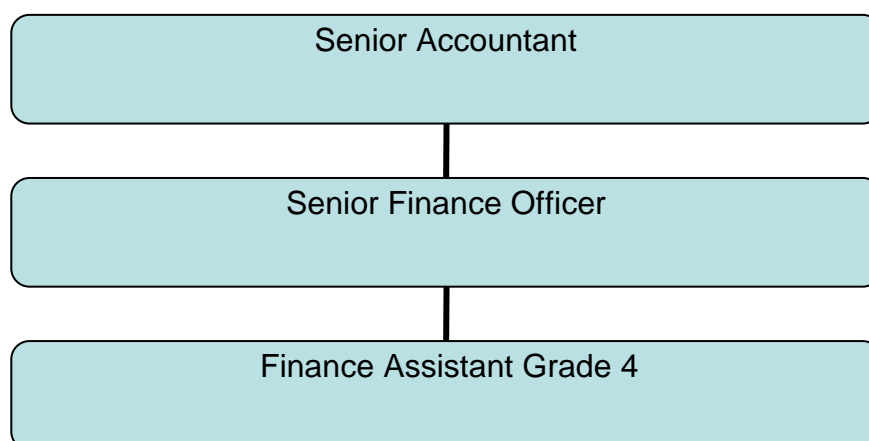 Senior Accountant
Senior Finance Officer
Finance Assistant Grade 4